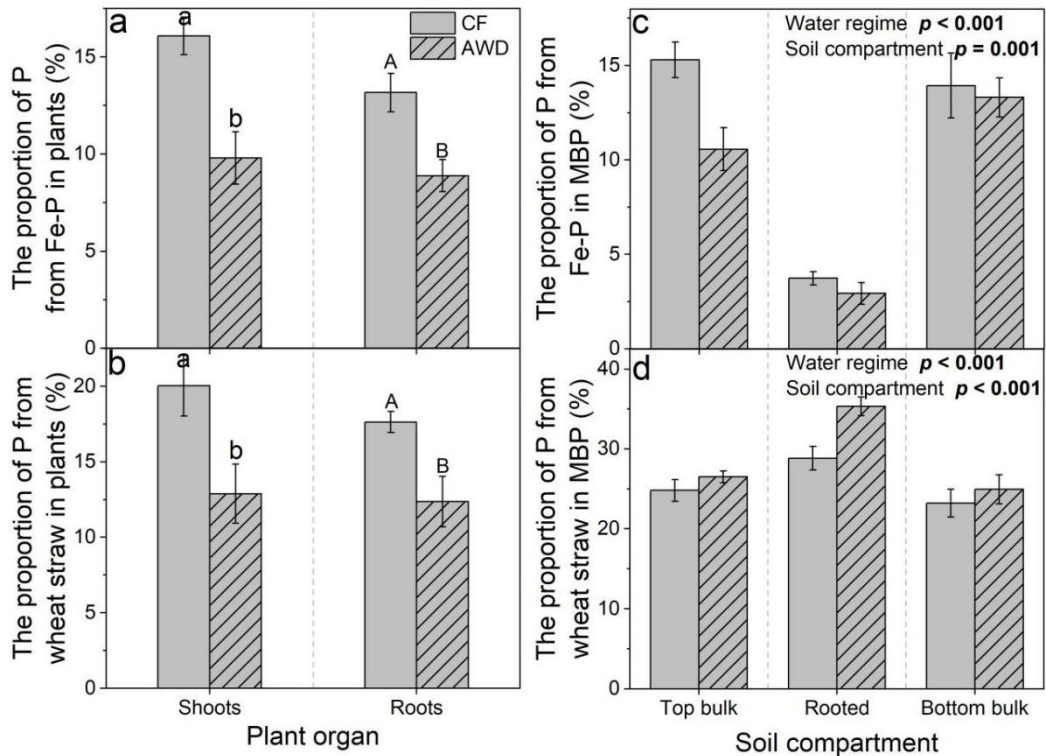 a
CF
AWD
The proportion of P
from Fe-P in plants (%)
15
10
5
0
a
b
A
B
c
Water regime p < 0.001
Soil compartment p = 0.001
The proportion of P from
Fe-P in MBP (%)
15
10
5
0
b
The proportion of P from
wheat straw in plants (%)
20
15
10
5
0
a
b
A
B
Shoots
Roots
Plant organ
d
Water regime p < 0.001
Soil compartment p < 0.001
The proportion of P from
wheat straw in MBP (%)
40
30
20
10
0
Top bulk
Rooted
Bottom bulk
Soil compartment